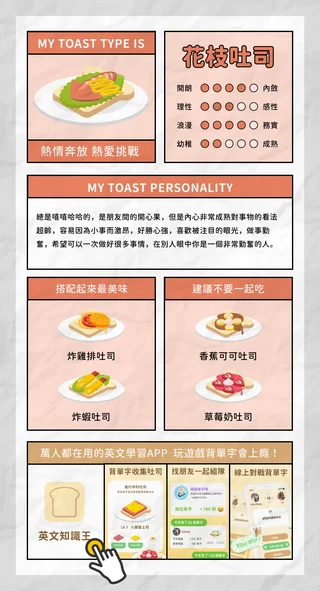 MY TOAST TYPE IS
熱情奔放 熱愛挑戰
花枝吐司
開朗 內斂
理性 感性
浪漫 務實
幼稚 成熟
MY TOAST PERSONALITY
總是嘻嘻哈哈的，是朋友間的開心果，但是內心非常成熟對事物的看法
超齡，容易因為小事而激昂，好勝心強，喜歡被注目的眼光，做事勤
奮，希望可以一次做好很多事情，在別人眼中你是一個非常勤奮的人。
搭配起來最美味
炸雞排吐司
炸蝦吐司
建議不要一起吃
香蕉可可吐司
草莓奶吐司
萬人都在用的英文學習APP 玩遊戲背單字會上癮！
英文知識王
背單字收集吐司
找朋友一起組隊
線上對戰背單字
attendance
You Win!